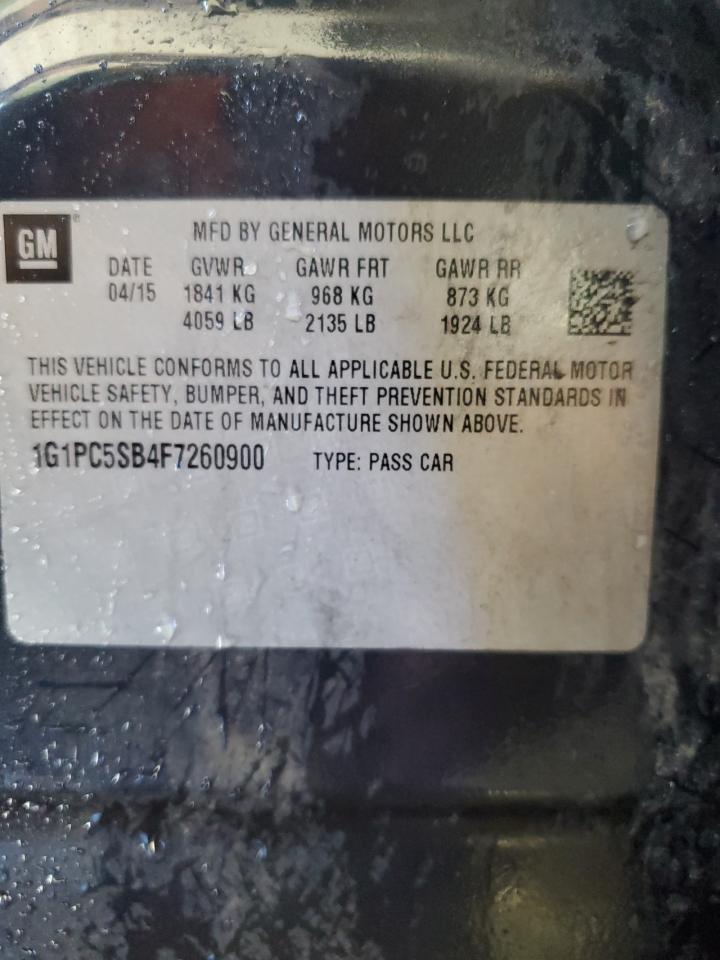 GM®
MFD BY GENERAL MOTORS LLC
DATE GVWR GAWR FRT GAWR RR
04/15 1841 KG 968 KG 873 KG
4059 LB 2135 LB 1924 LB
THIS VEHICLE CONFORMS TO ALL APPLICABLE U.S. FEDERAL MOTOR
VEHICLE SAFETY, BUMPER, AND THEFT PREVENTION STANDARDS IN
EFFECT ON THE DATE OF MANUFACTURE SHOWN ABOVE.
1G1PC5SB4F7260900 TYPE: PASS CAR